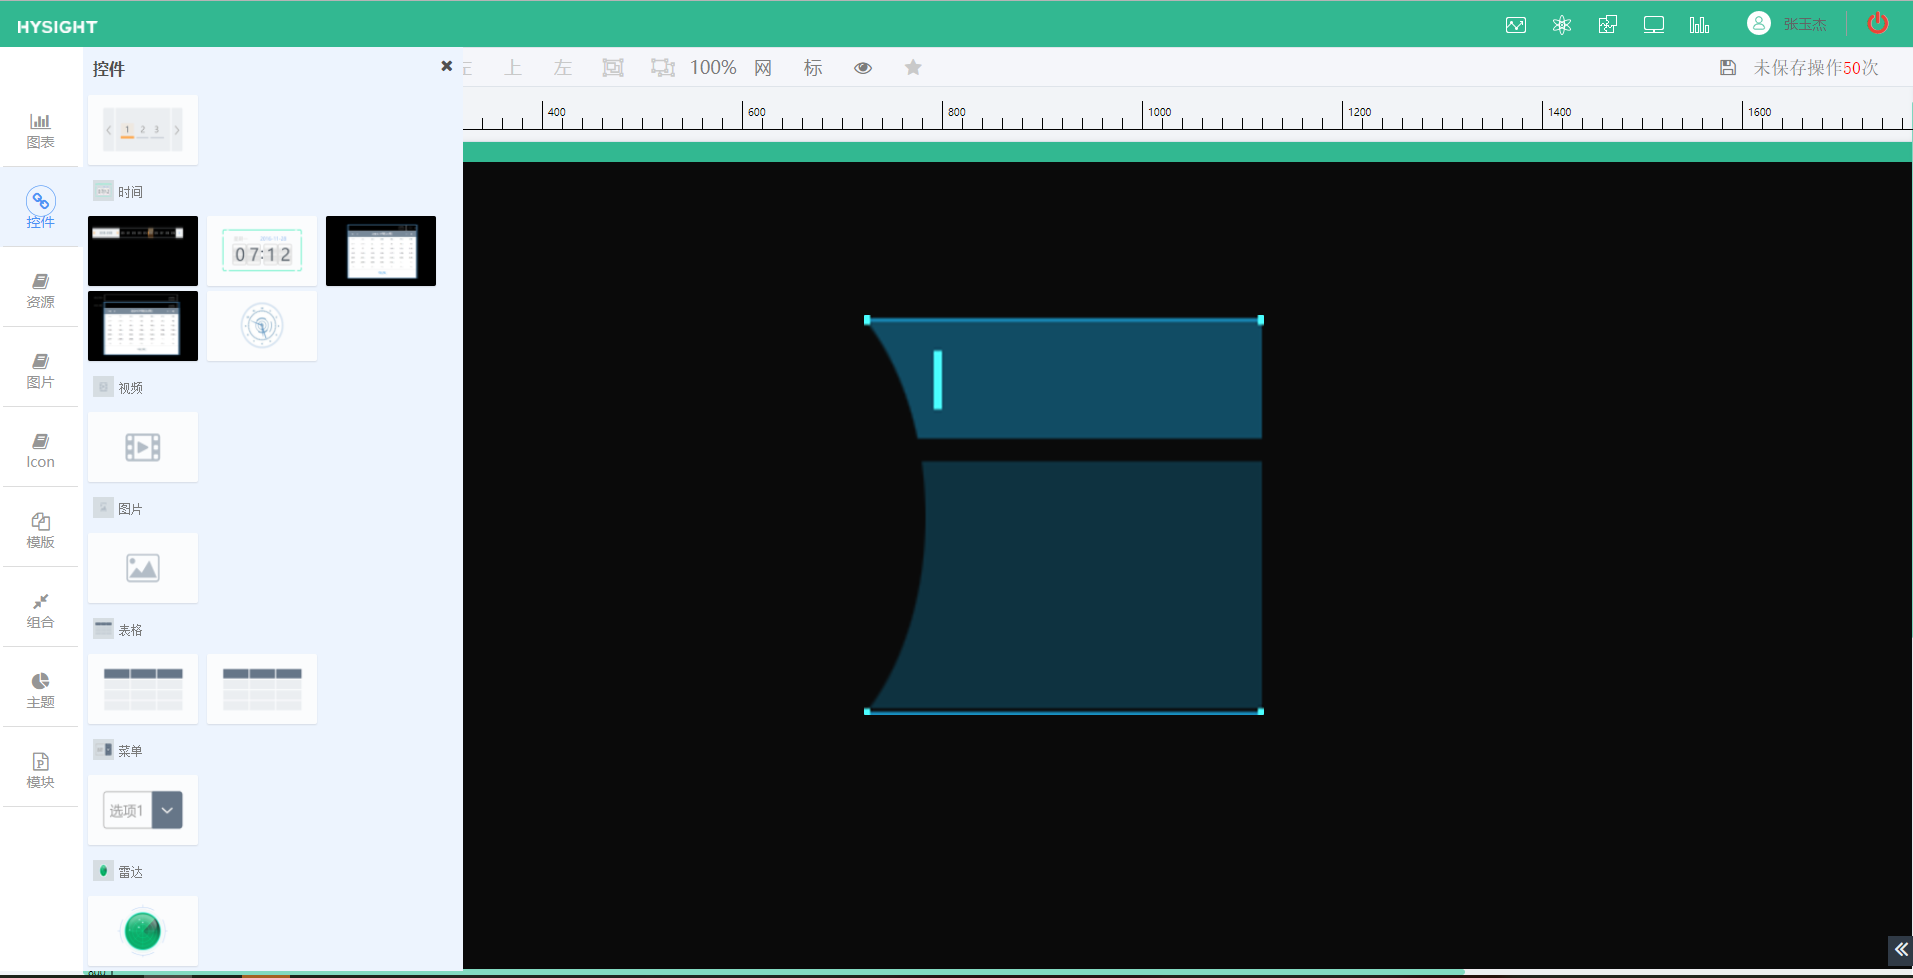 HYSIGHT
张玉杰
控件
上
左
100%
网
标
未保存操作50次
400
600
800
1000
1200
1400
1600
图表
控件
资源
图片
Icon
模版
组合
主题
模块
1 2 3
时间
07:12
视频
图片
表格
菜单
选项1
雷达